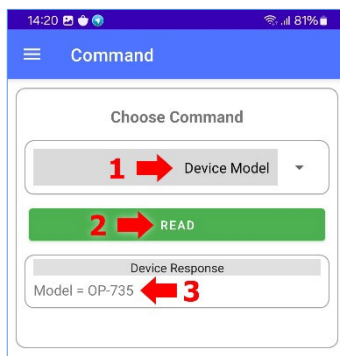 14:20 81%
Command
Choose Command
1 Device Model
2 READ
Device Response
Model = OP-735 3